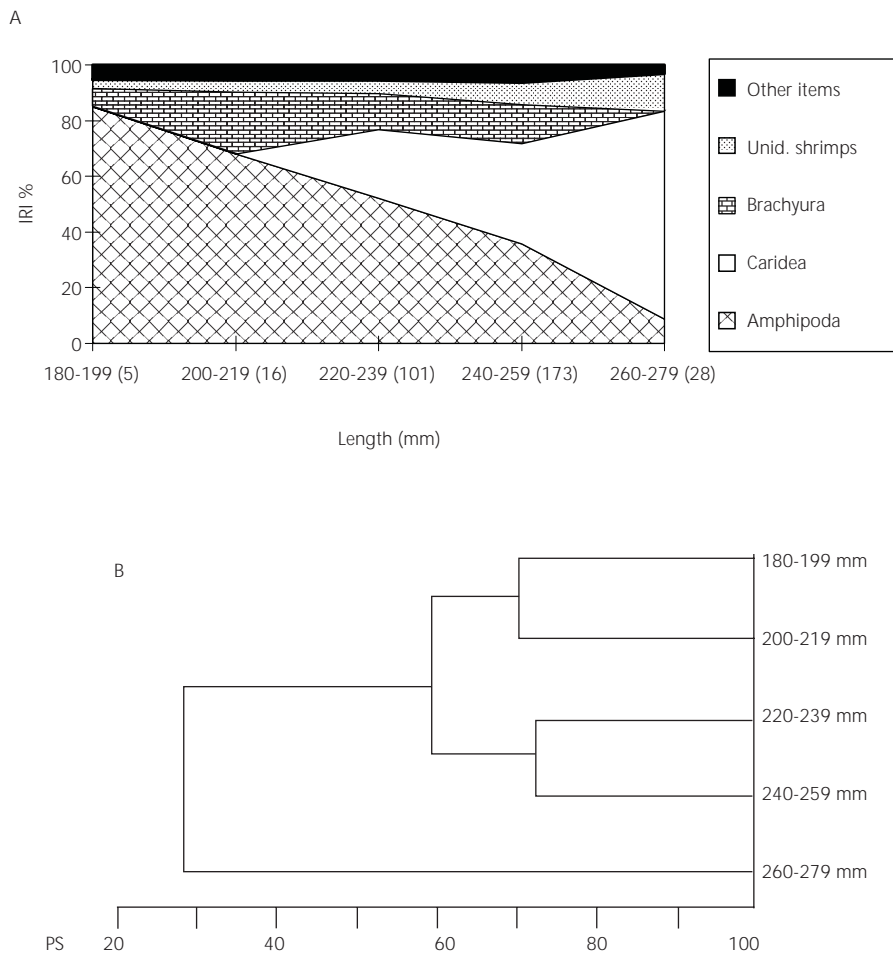 A
100
80
60
40
20
0
IRI %
180-199 (5) 200-219 (16) 220-239 (101) 240-259 (173) 260-279 (28)
Length (mm)
Other items
Unid. shrimps
Brachyura
Caridea
Amphipoda
B
180-199 mm
200-219 mm
220-239 mm
240-259 mm
260-279 mm
PS 20 40 60 80 100